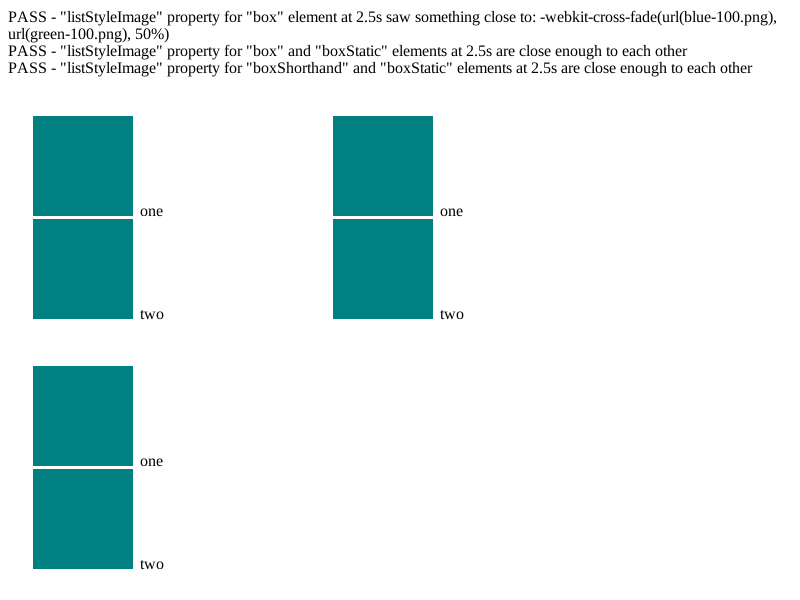 PASS - "listStyleImage" property for "box" element at 2.5s saw something close to: -webkit-cross-fade(url(blue-100.png),
url(green-100.png), 50%)
PASS - "listStyleImage" property for "box" and "boxStatic" elements at 2.5s are close enough to each other
PASS - "listStyleImage" property for "boxShorthand" and "boxStatic" elements at 2.5s are close enough to each other
one
two
one
two
one
two